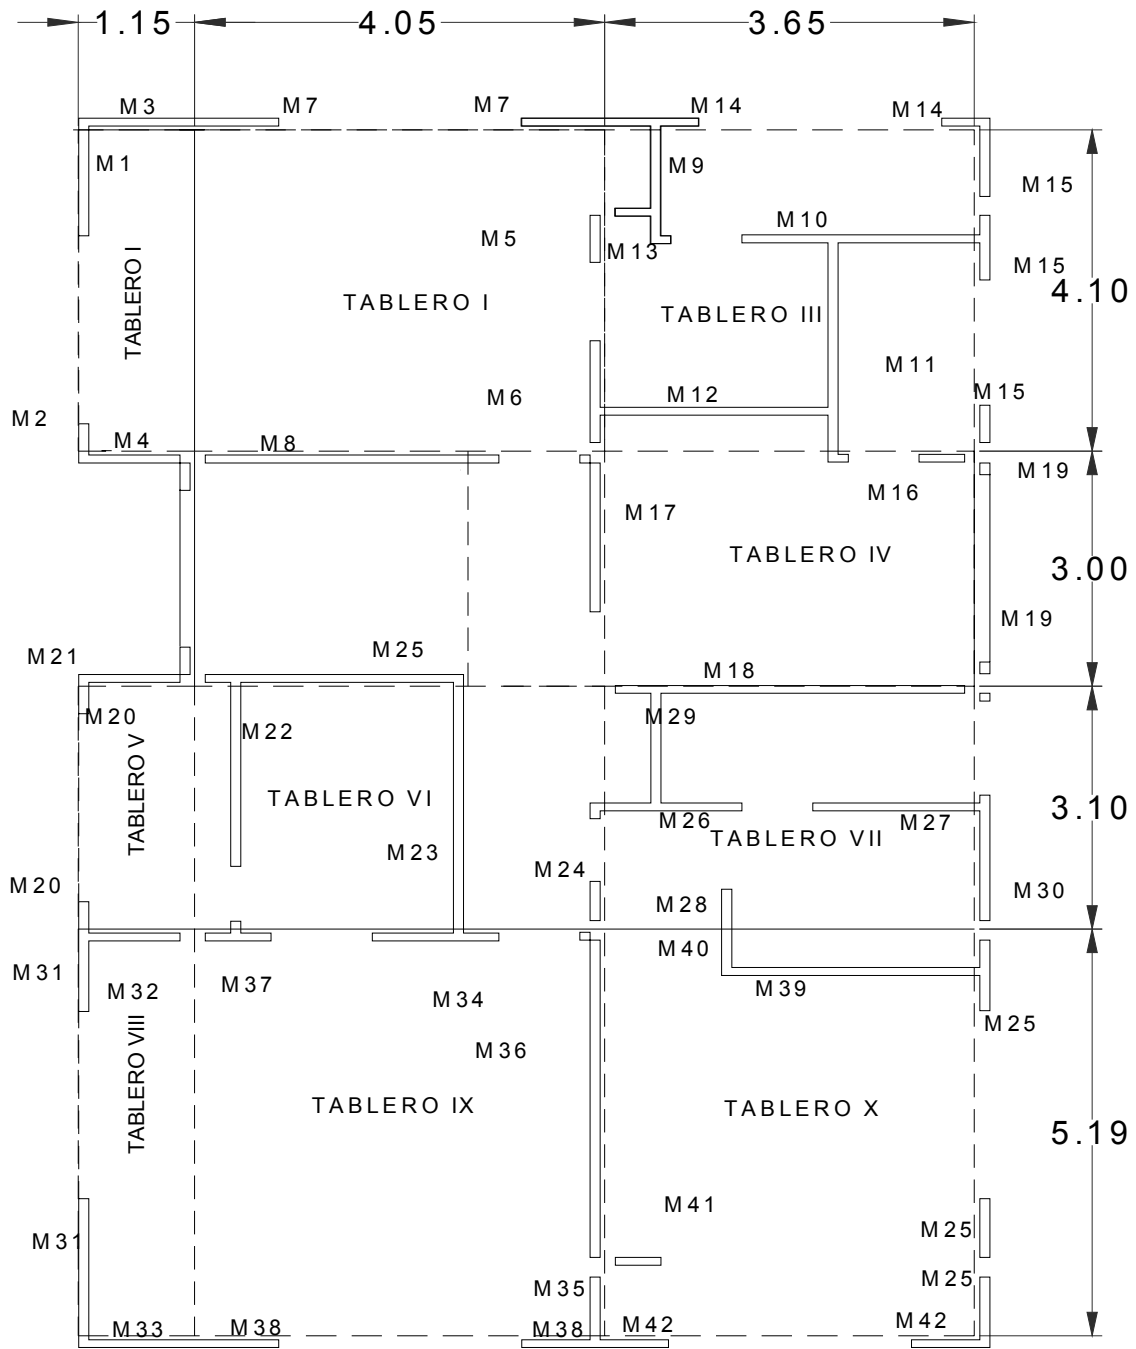 1.15 4.05 3.65
M3 M7 M7 M14 M14
M1 M9 M15
M10
M5 M13 M15
4.10
TABLERO I TABLERO I TABLERO III
M11
M6 M12 M15
M2 M4 M8
M17 M16 M19
TABLERO IV 3.00
M19
M21 M25 M18
M20 M22 M29
TABLERO V TABLERO VI 3.10
M26 M27
TABLERO VII
M23 M24
M20 M28 M30
M40
M31 M32 M37 M34 M39
M25
M36
TABLERO VIII TABLERO IX TABLERO X
5.19
M41
M31 M25
M35 M25
M33 M38 M38 M42 M42